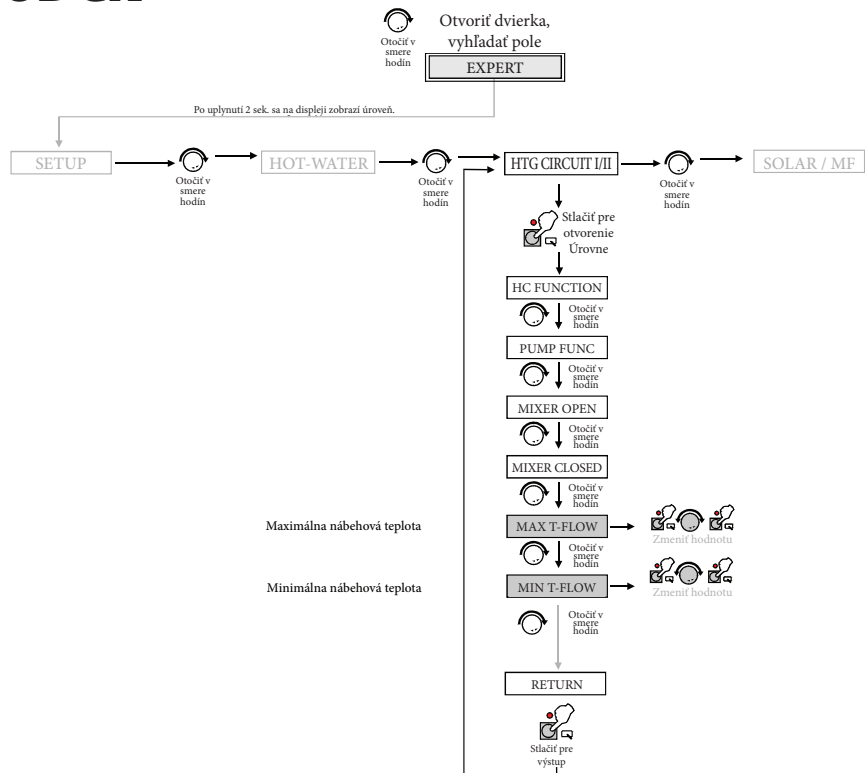 Otvoriť dvierka,
vyhľadať pole
Otočiť v
smere
hodín
EXPERT
Po uplynutí 2 sek. sa na displeji zobrazí úroveň.
SETUP
Otočiť v
smere
hodín
HOT-WATER
Otočiť v
smere
hodín
HTG CIRCUIT I/II
Otočiť v
smere
hodín
SOLAR / MF
Stlačiť pre
otvorenie
Úrovne
HC FUNCTION
Otočiť v
smere
hodín
PUMP FUNC
Otočiť v
smere
hodín
MIXER OPEN
Otočiť v
smere
hodín
MIXER CLOSED
Otočiť v
smere
hodín
Maximálna nábehová teplota
MAX T-FLOW
Zmeniť hodnotu
Otočiť v
smere
hodín
Minimálna nábehová teplota
MIN T-FLOW
Zmeniť hodnotu
Otočiť v
smere
hodín
RETURN
Stlačiť pre
výstup